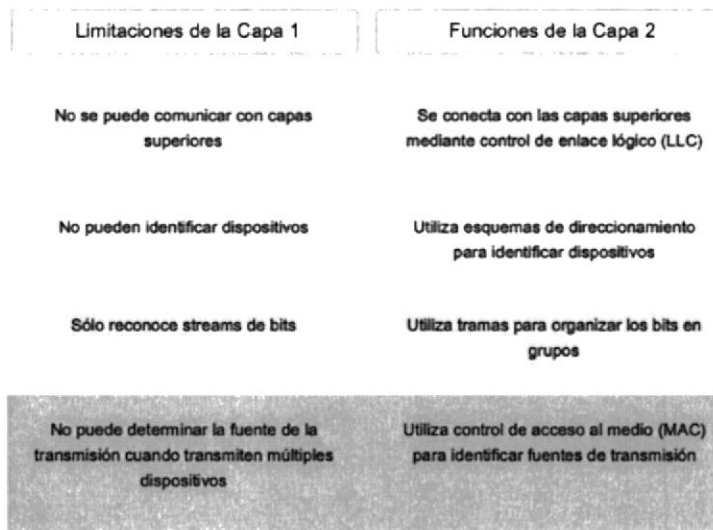 Limitaciones de la Capa 1
Funciones de la Capa 2
No se puede comunicar con capas
superiores
Se conecta con las capas superiores
mediante control de enlace lógico (LLC)
No pueden identificar dispositivos
Utiliza esquemas de direccionamiento
para identificar dispositivos
Sólo reconoce streams de bits
Utiliza tramas para organizar los bits en
grupos
No puede determinar la fuente de la
transmisión cuando transmiten múltiples
dispositivos
Utiliza control de acceso al medio (MAC)
para identificar fuentes de transmisión